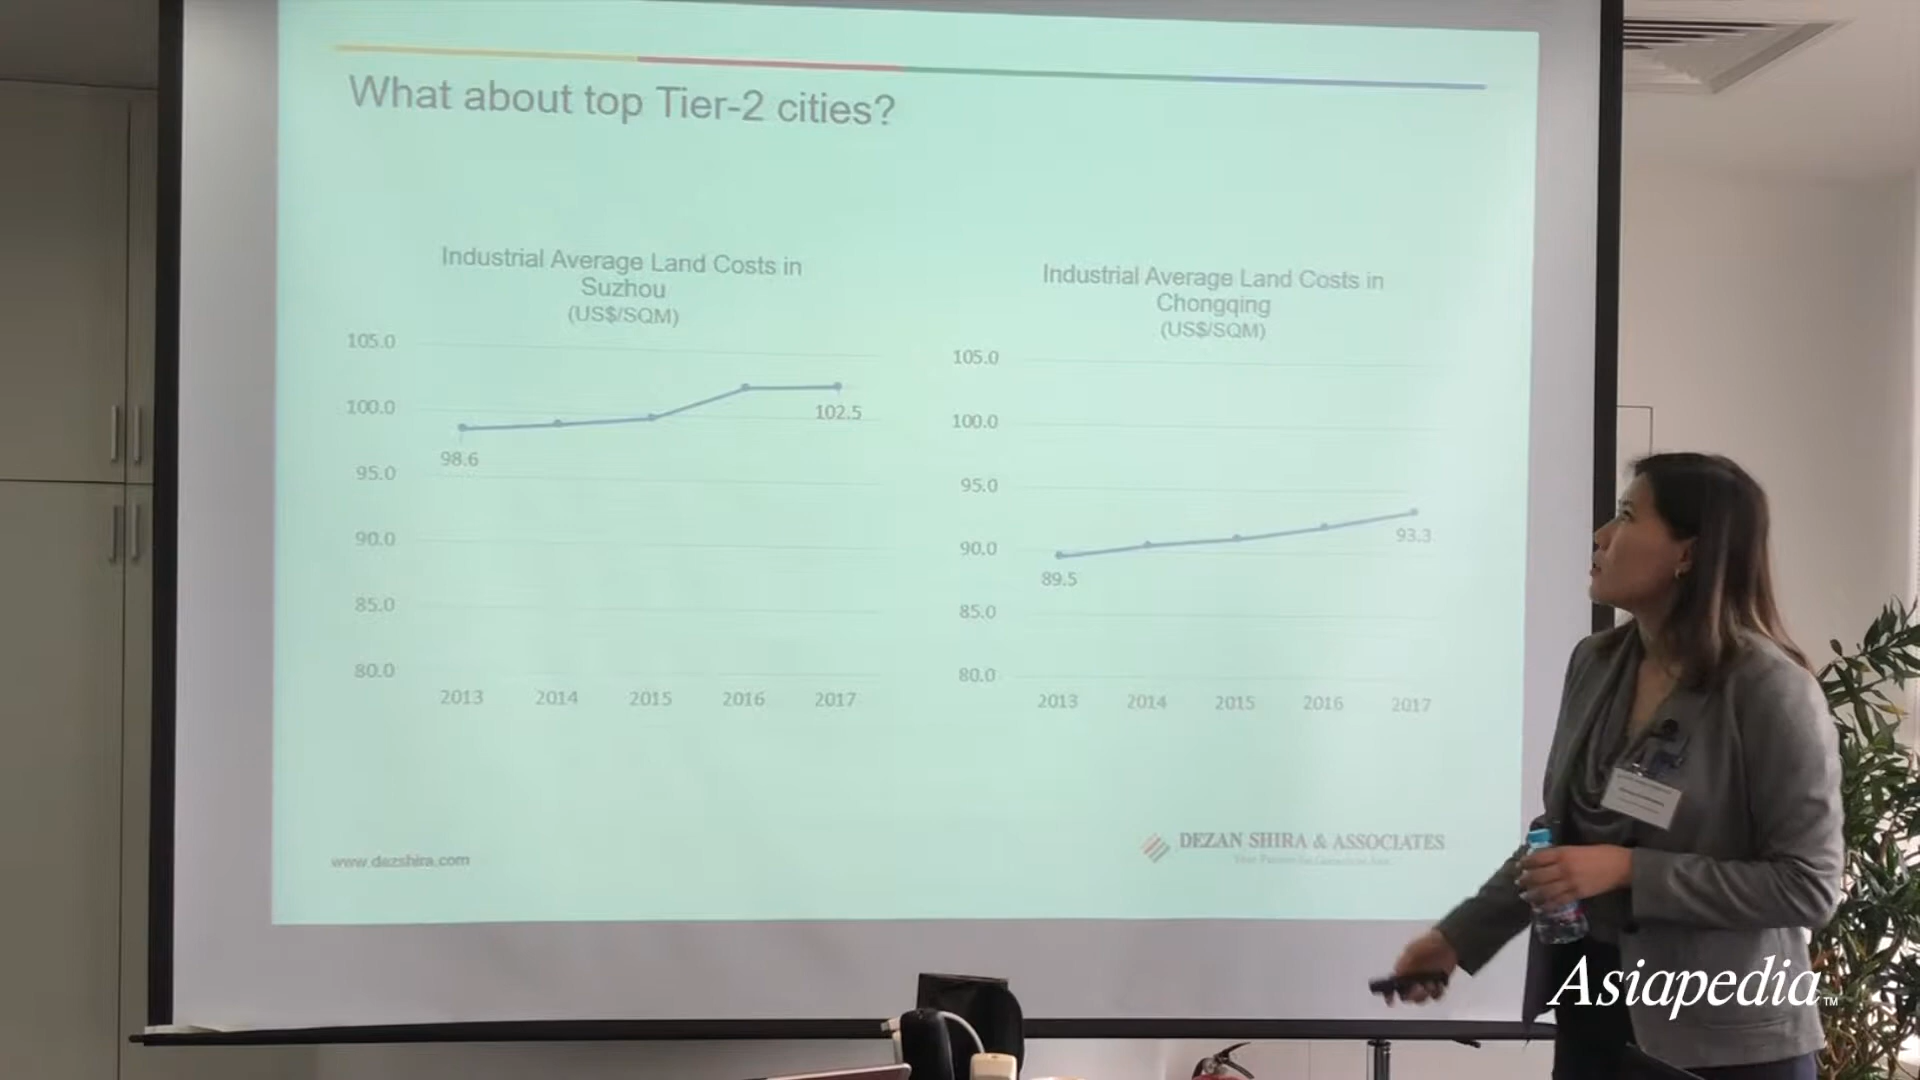 What about top Tier-2 cities?
Industrial Average Land Costs in
Suzhou
(US$/SQM)
105.0
100.0
95.0
90.0
85.0
80.0
98.6
102.5
2013 2014 2015 2016 2017
Industrial Average Land Costs in
Chongqing
(US$/SQM)
105.0
100.0
95.0
90.0
85.0
80.0
89.5
93.3
2013 2014 2015 2016 2017
www.dezshira.com
DEZAN SHIRA & ASSOCIATES
Asiapedia™